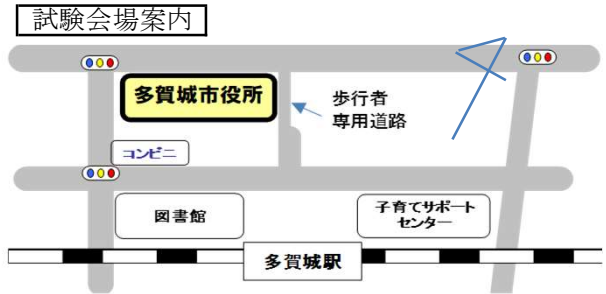 試験会場案内
多賀城市役所
歩行者
専用道路
コンビニ
図書館
子育てサポート
センター
多賀城駅